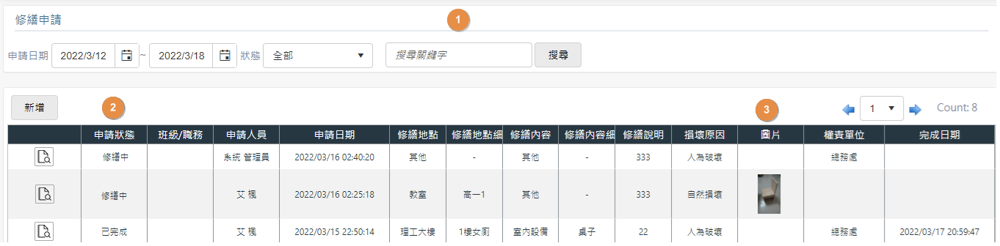 修繕申請
1
申請日期 2022/3/12 ~ 2022/3/18 狀態 全部 搜尋關鍵字 搜尋
新增 2 3 1 Count: 8
申請狀態 班級/職務 申請人員 申請日期 修繕地點 修繕地點細 修繕內容 修繕內容細 修繕說明 損壞原因 圖片 權責單位 完成日期
修繕中 系統 管理員 2022/03/16 02:40:20 其他 - 其他 - 333 人為破壞 總務處
修繕中 艾 楓 2022/03/16 02:25:18 教室 高一1 其他 - 333 自然損壞
已完成 艾 楓 2022/03/15 22:50:14 理工大樓 1樓女廁 室內設備 桌子 22 人為破壞 總務處 2022/03/17 20:59:47